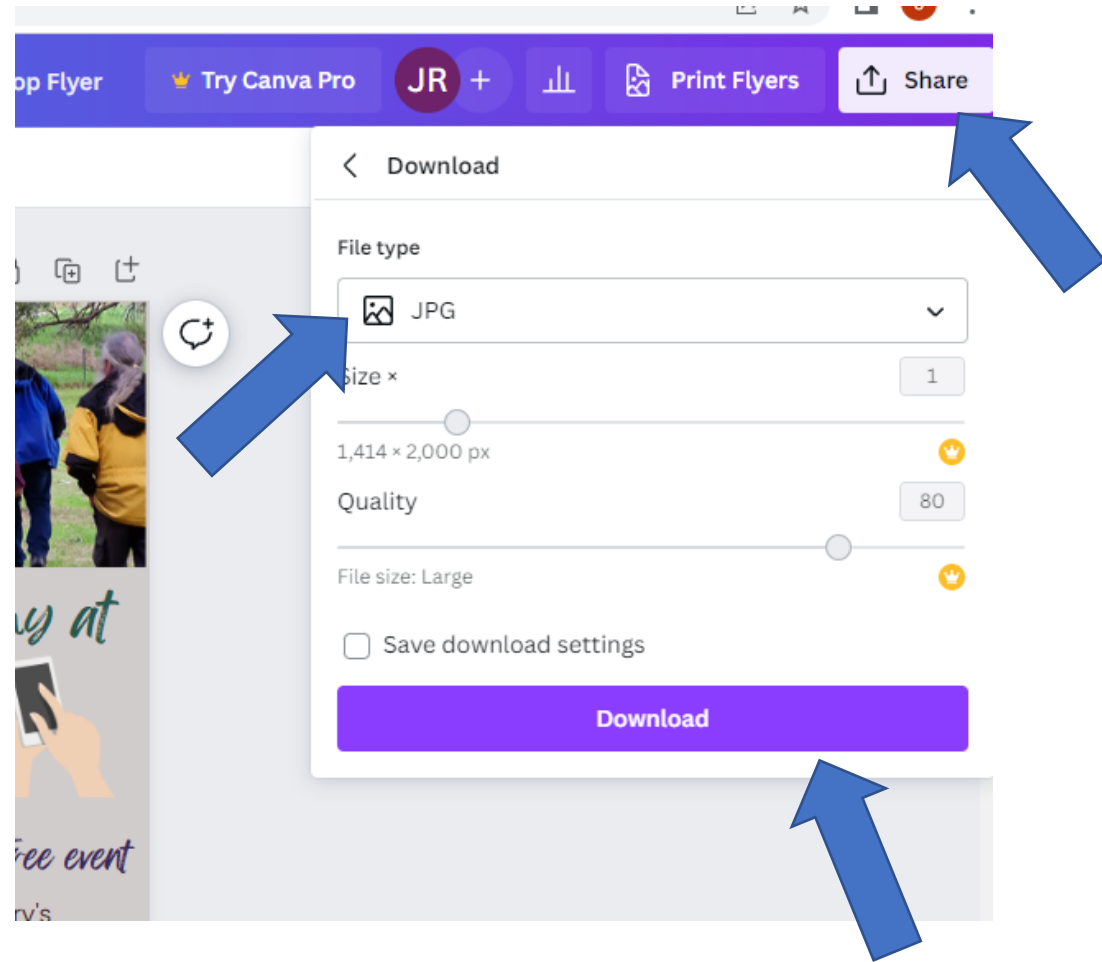 op Flyer
Try Canva Pro
JR
+
Print Flyers
Share
Download
File type
JPG
Size ×
1
1,414 × 2,000 px
Quality
80
File size: Large
Save download settings
Download
ay at
ree event
ry's